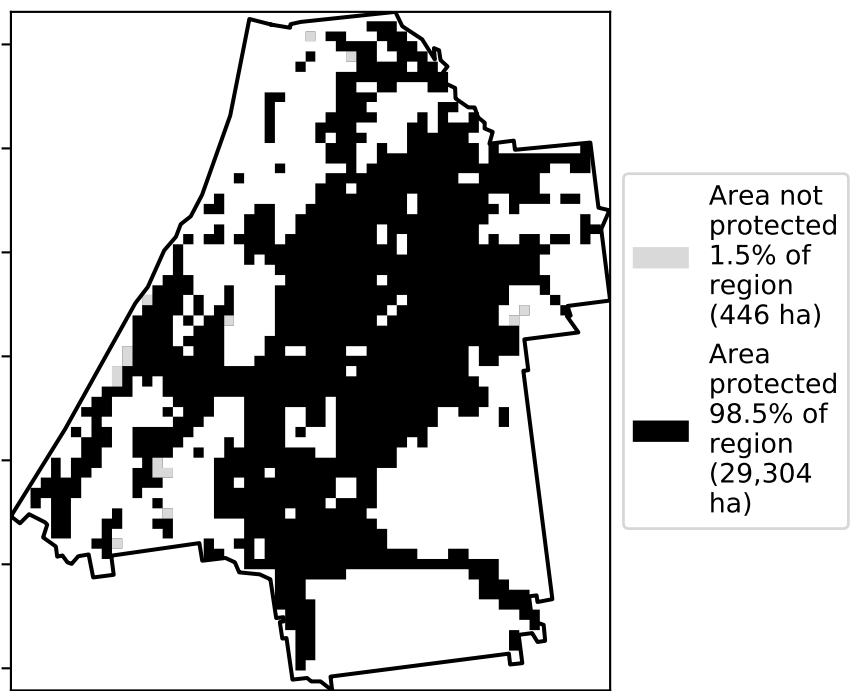 Area not
protected
1.5% of
region
(446 ha)
Area
protected
98.5% of
region
(29,304
ha)